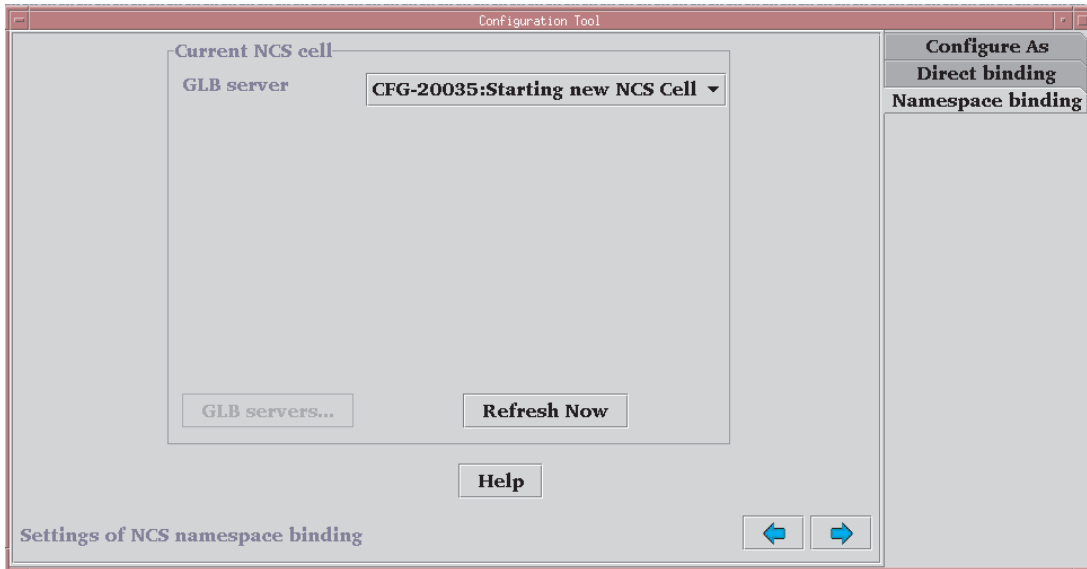 Configuration Tool
Current NCS cell
GLB server
CFG-20035:Starting new NCS Cell
GLB servers...
Refresh Now
Help
Settings of NCS namespace binding
Configure As
Direct binding
Namespace binding